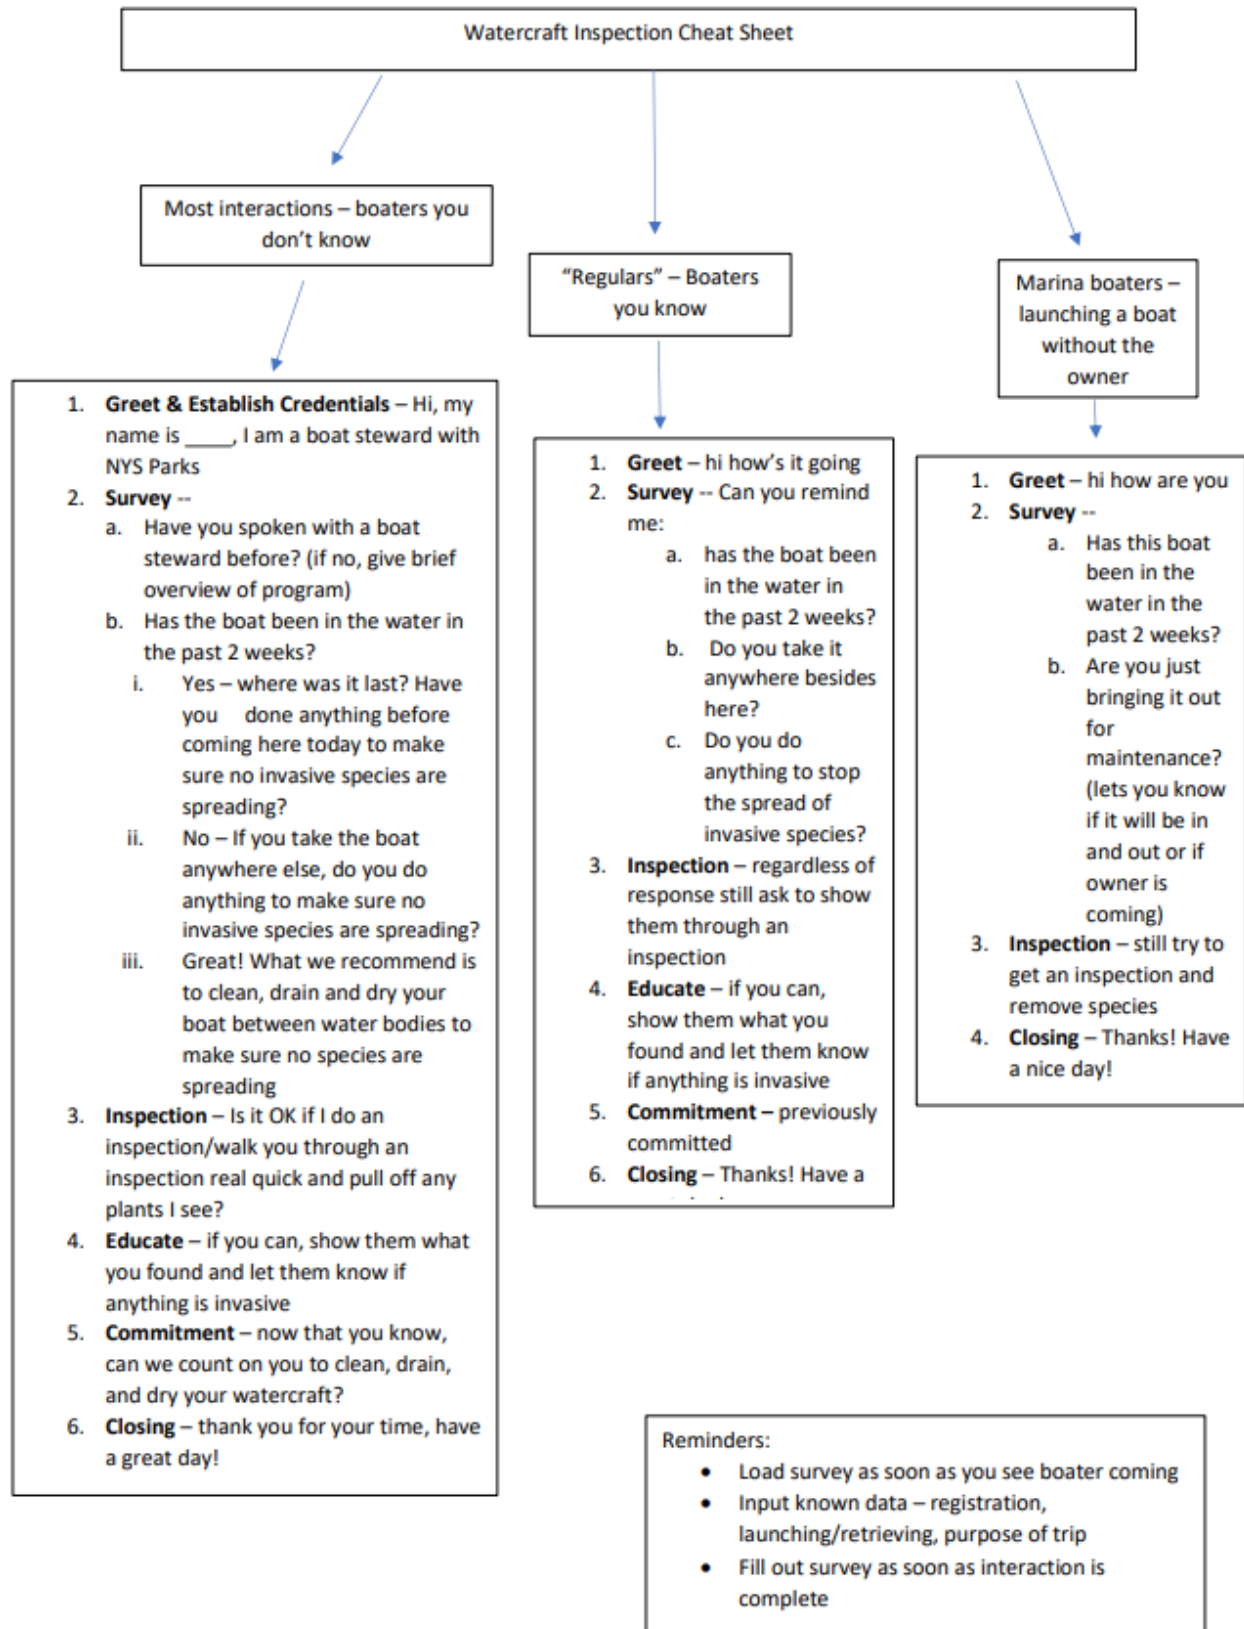 Watercraft Inspection Cheat Sheet
Most interactions – boaters you
don't know
1. Greet & Establish Credentials – Hi, my
name is ____, I am a boat steward with
NYS Parks
2. Survey --
a. Have you spoken with a boat
steward before? (if no, give brief
overview of program)
b. Has the boat been in the water in
the past 2 weeks?
i. Yes – where was it last? Have
you done anything before
coming here today to make
sure no invasive species are
spreading?
ii. No – If you take the boat
anywhere else, do you do
anything to make sure no
invasive species are spreading?
iii. Great! What we recommend is
to clean, drain and dry your
boat between water bodies to
make sure no species are
spreading
3. Inspection – Is it OK if I do an
inspection/walk you through an
inspection real quick and pull off any
plants I see?
4. Educate – if you can, show them what
you found and let them know if
anything is invasive
5. Commitment – now that you know,
can we count on you to clean, drain,
and dry your watercraft?
6. Closing – thank you for your time, have
a great day!
“Regulars” – Boaters
you know
1. Greet – hi how's it going
2. Survey -- Can you remind
me:
a. has the boat been
in the water in
the past 2 weeks?
b. Do you take it
anywhere besides
here?
c. Do you do
anything to stop
the spread of
invasive species?
3. Inspection – regardless of
response still ask to show
them through an
inspection
4. Educate – if you can,
show them what you
found and let them know
if anything is invasive
5. Commitment – previously
committed
6. Closing – Thanks! Have a
Marina boaters –
launching a boat
without the
owner
1. Greet – hi how are you
2. Survey --
a. Has this boat
been in the
water in the
past 2 weeks?
b. Are you just
bringing it out
for
maintenance?
(lets you know
if it will be in
and out or if
owner is
coming)
3. Inspection – still try to
get an inspection and
remove species
4. Closing – Thanks! Have
a nice day!
Reminders:
• Load survey as soon as you see boater coming
• Input known data – registration,
launching/retrieving, purpose of trip
• Fill out survey as soon as interaction is
complete